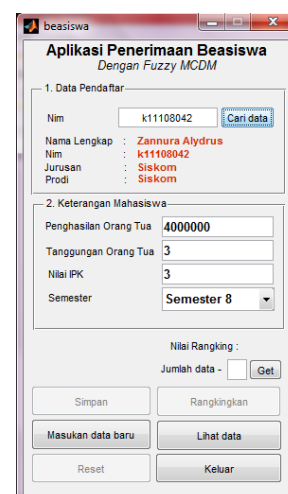 beasiswa
Aplikasi Penerimaan Beasiswa
Dengan Fuzzy MCDM
1. Data Pendaftar
Nim k11108042 Cari data
Nama Lengkap : Zannura Alydrus
Nim : k11108042
Jurusan : Siskom
Prodi : Siskom
2. Keterangan Mahasiswa
Penghasilan Orang Tua 4000000
Tanggungan Orang Tua 3
Nilai IPK 3
Semester Semester 8
Nilai Rangking :
Jumlah data - Get
Simpan Rangkingkan
Masukan data baru Lihat data
Reset Keluar